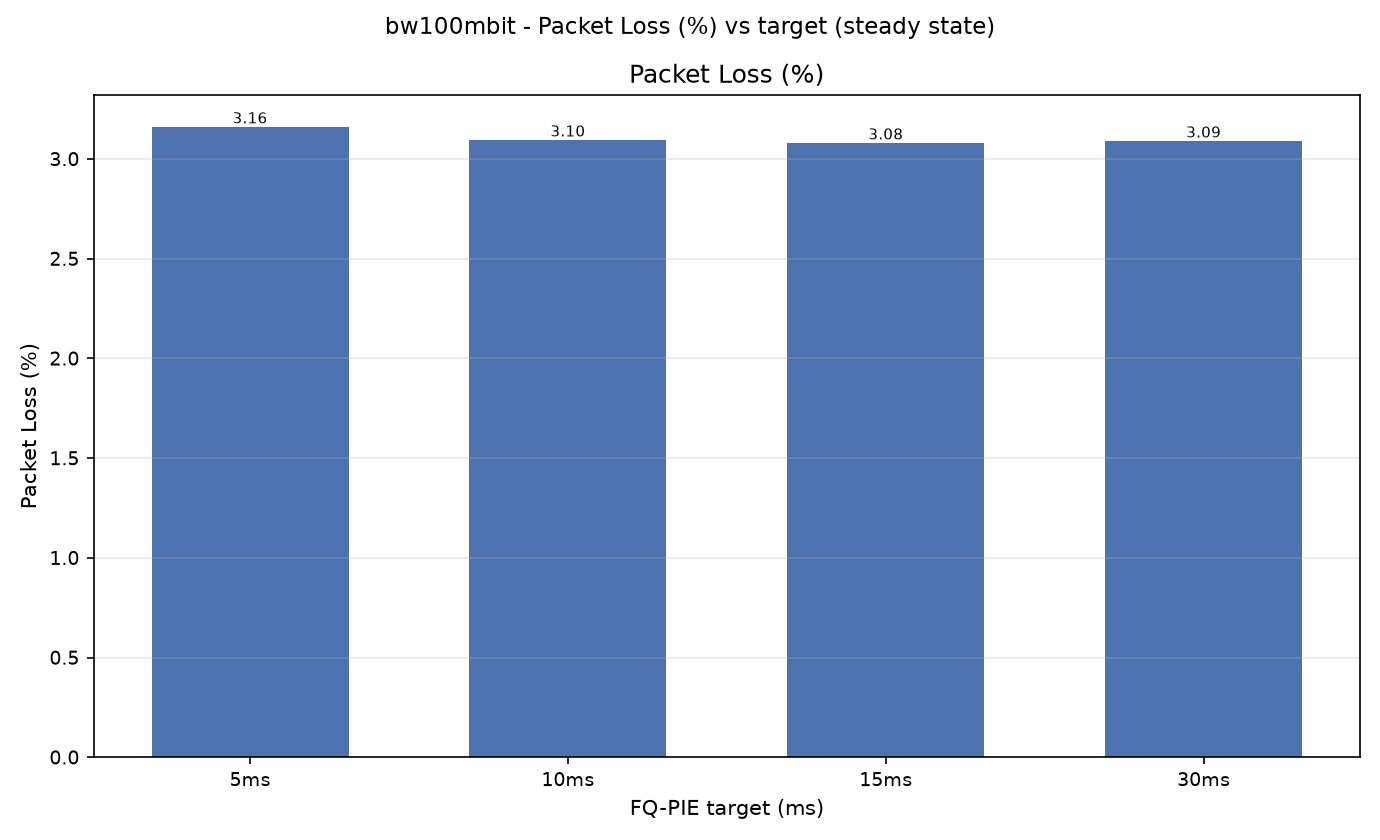 bw100mbit - Packet Loss (%) vs target (steady state)
Packet Loss (%)
3.16
3.10
3.08
3.09
3.0
2.5
2.0
1.5
1.0
0.5
0.0
Packet Loss (%)
5ms
10ms
15ms
30ms
FQ-PIE target (ms)